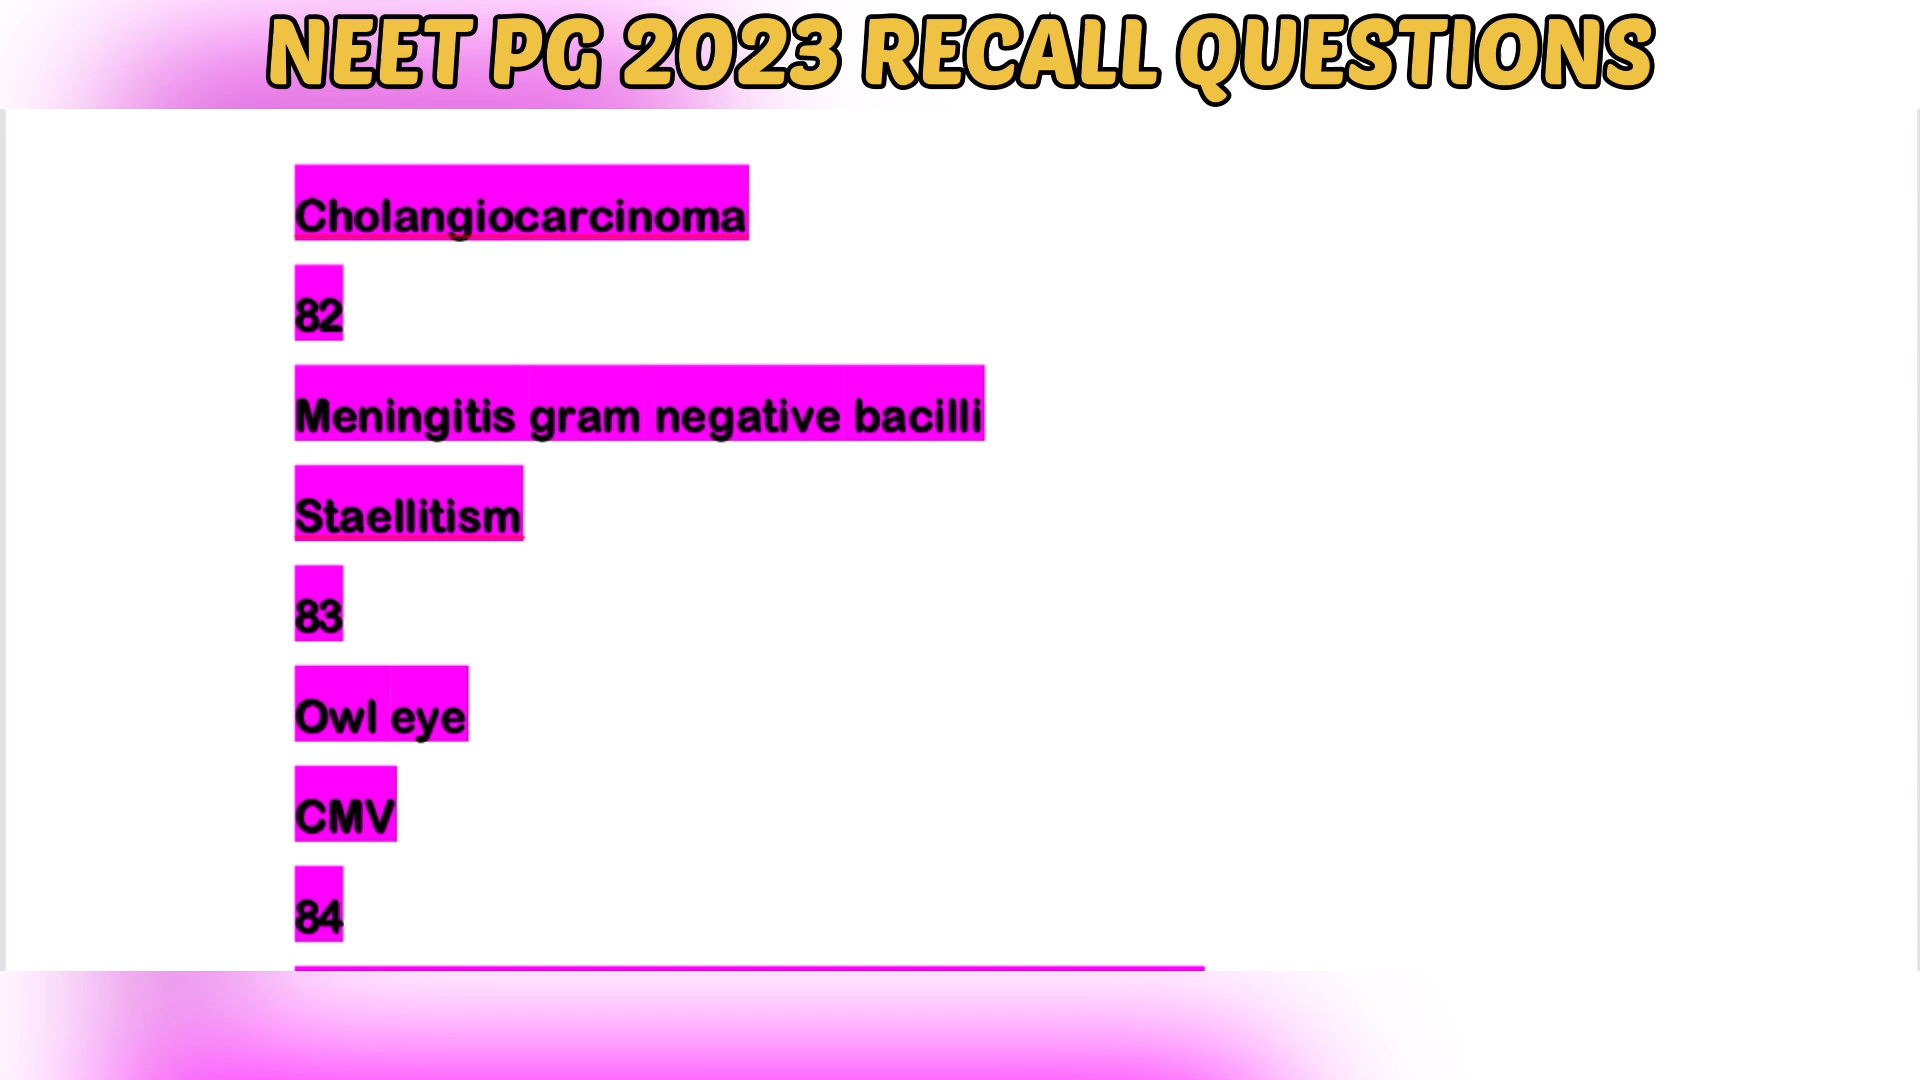 NEET PG 2023 RECALL QUESTIONS
Cholangiocarcinoma
82
Meningitis gram negative bacilli
Staellitism
83
Owl eye
CMV
84